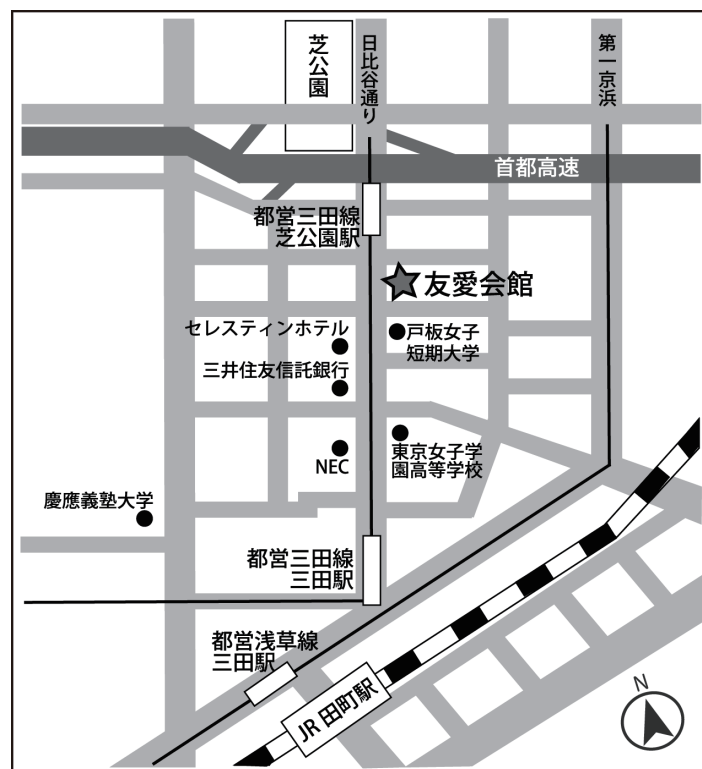 芝公園
日比谷通り
第一京浜
首都高速
都営三田線
芝公園駅
友愛会館
セレスティンホテル
戸板女子
短期大学
三井住友信託銀行
東京女子学
園高等学校
NEC
慶應義塾大学
都営三田線
三田駅
都営浅草線
三田駅
JR 田町駅
N